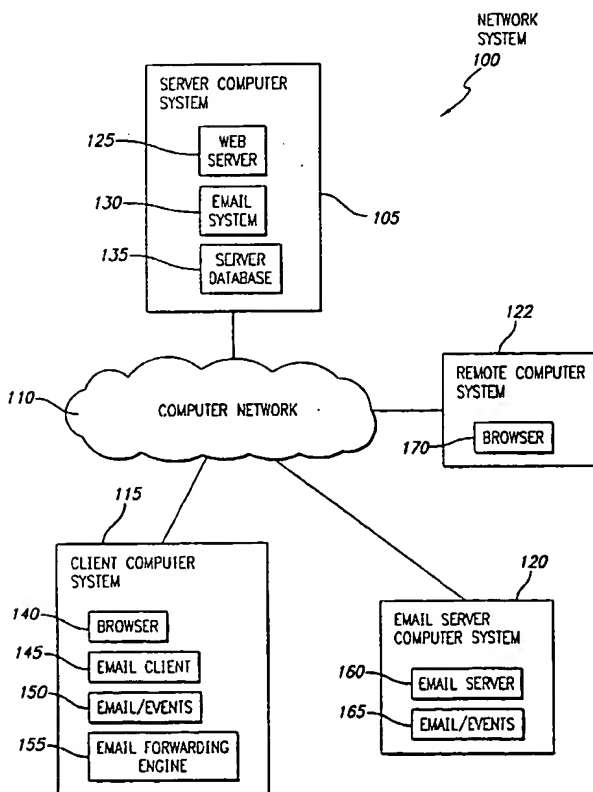 NETWORK
SYSTEM
100
SERVER COMPUTER
SYSTEM
125
WEB
SERVER
130
EMAIL
SYSTEM
105
135
SERVER
DATABASE
122
REMOTE COMPUTER
SYSTEM
110
COMPUTER NETWORK
170
BROWSER
115
CLIENT COMPUTER
SYSTEM
120
EMAIL SERVER
COMPUTER SYSTEM
140
BROWSER
145
EMAIL CLIENT
160
EMAIL SERVER
150
EMAIL/EVENTS
165
EMAIL/EVENTS
155
EMAIL FORWARDING
ENGINE